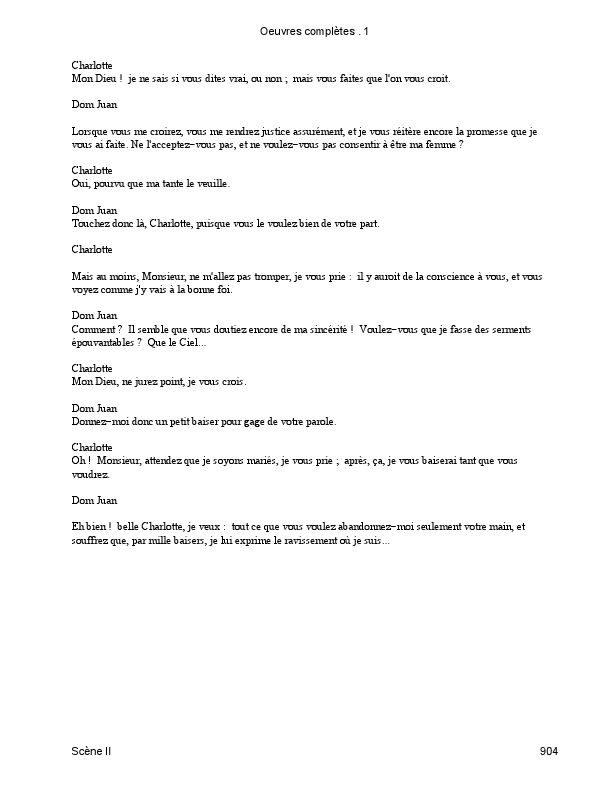 Oeuvres complètes . 1
Charlotte
Mon Dieu !  je ne sais si vous dites vrai, ou non ;  mais vous faites que l'on vous croit.
Dom Juan
Lorsque vous me croirez, vous me rendrez justice assurément, et je vous réitère encore la promesse que je
vous ai faite. Ne l'acceptez−vous pas, et ne voulez−vous pas consentir à être ma femme ?
Charlotte
Oui, pourvu que ma tante le veuille.
Dom Juan
Touchez donc là, Charlotte, puisque vous le voulez bien de votre part.
Charlotte
Mais au moins, Monsieur, ne m'allez pas tromper, je vous prie :  il y auroit de la conscience à vous, et vous
voyez comme j'y vais à la bonne foi.
Dom Juan
Comment ?  Il semble que vous doutiez encore de ma sincérité !  Voulez−vous que je fasse des serments
épouvantables ?  Que le Ciel...
Charlotte
Mon Dieu, ne jurez point, je vous crois.
Dom Juan
Donnez−moi donc un petit baiser pour gage de votre parole.
Charlotte
Oh !  Monsieur, attendez que je soyons mariés, je vous prie ;  après, ça, je vous baiserai tant que vous
voudrez.
Dom Juan
Eh bien !  belle Charlotte, je veux :  tout ce que vous voulez abandonnez−moi seulement votre main, et
souffrez que, par mille baisers, je lui exprime le ravissement où je suis...
Scène II 904